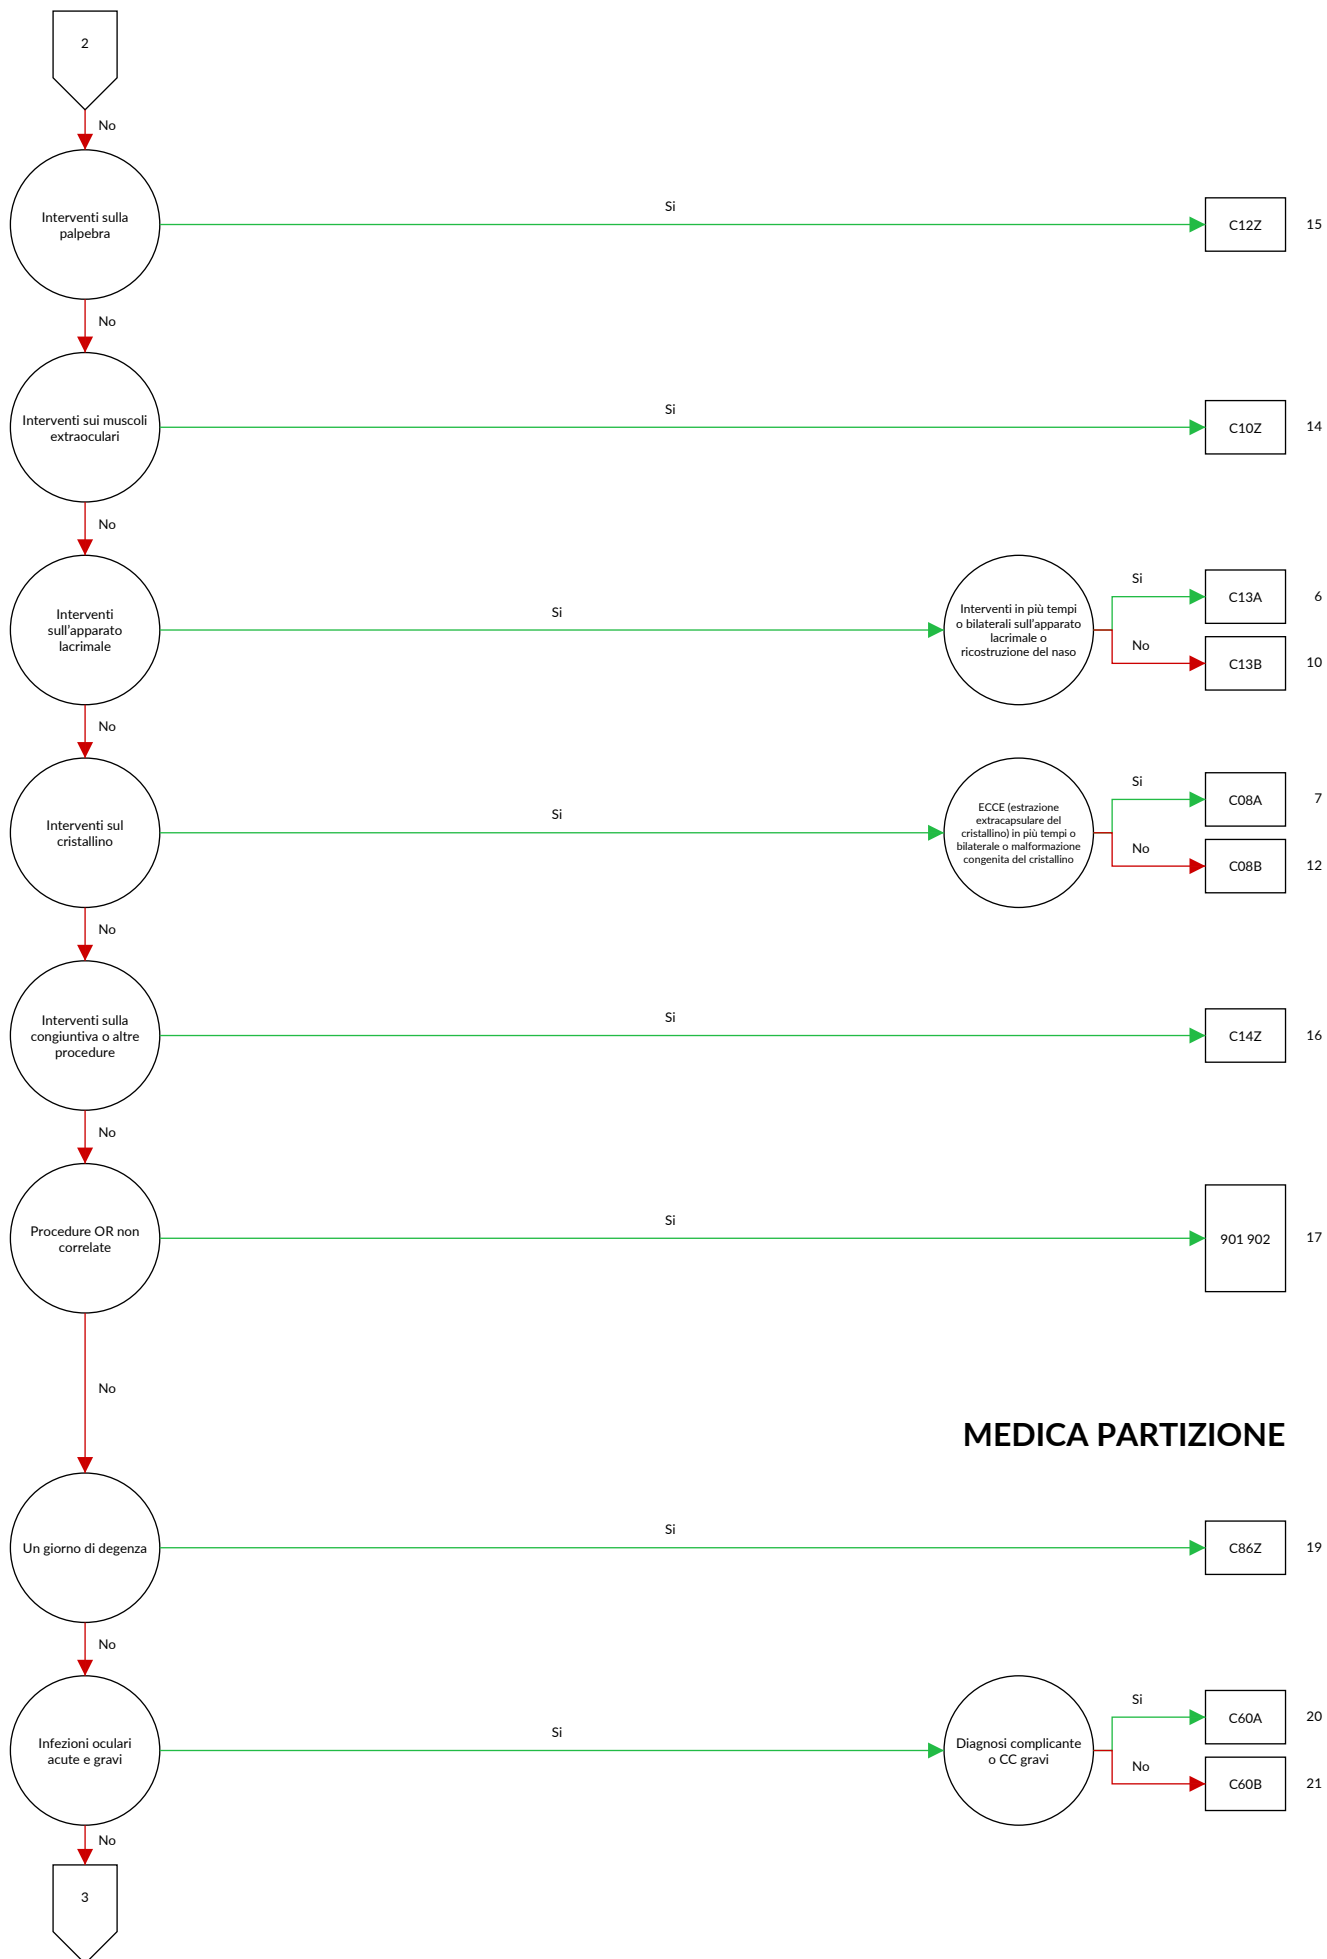 2
No
Interventi sulla
palpebra
Si
C12Z
15
No
Interventi sui muscoli
extraoculari
Si
C10Z
14
No
Interventi
sull'apparato
lacrimale
Si
Interventi in più tempi
o bilaterali sull'apparato
lacrimale o
ricostruzione del naso
Si
C13A
6
No
C13B
10
No
Interventi sul
cristallino
Si
ECCE (estrazione
extracapsulare del
cristallino) in più tempi o
bilaterale o malformazione
congenita del cristallino
Si
C08A
7
No
C08B
12
No
Interventi sulla
congiuntiva o altre
procedure
Si
C14Z
16
No
Procedure OR non
correlate
Si
901 902
17
No
MEDICA PARTIZIONE
Un giorno di degenza
Si
C86Z
19
No
Infezioni oculari
acute e gravi
Si
Diagnosi complicante
o CC gravi
Si
C60A
20
No
C60B
21
No
3